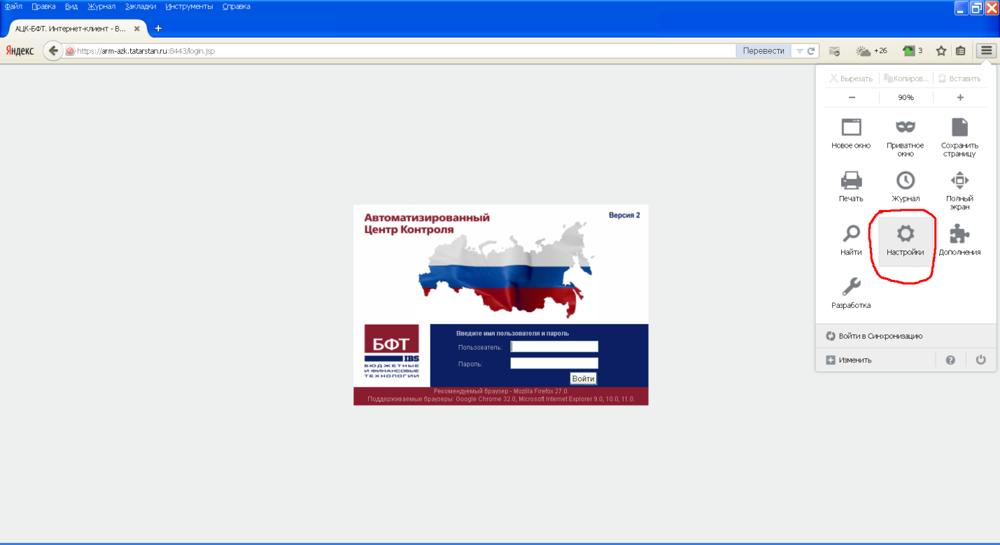 Файл Правка Вид Журнал Закладки Инструменты Справка
АЦК-БФТ. Интернет-клиент - В...
Яндекс
https://arm-azk.tatarstan.ru:8443/login.jsp
Перевести
+26
3
Вырезать
Копиров...
Вставить
90%
Новое окно
Приватное
окно
Сохранить
страницу
Печать
Журнал
Полный
экран
Найти
Настройки
Дополнения
Разработка
Войти в Синхронизацию
Изменить
Автоматизированный
Центр Контроля
Версия 2
БФТ
IBS
БЮДЖЕТНЫЕ
И ФИНАНСОВЫЕ
ТЕХНОЛОГИИ
Введите имя пользователя и пароль
Пользователь:
Пароль:
Войти
Рекомендуемый браузер - Mozilla Firefox 27.0.
Поддерживаемые браузеры: Google Chrome 32.0, Microsoft Internet Explorer 9.0, 10.0, 11.0.